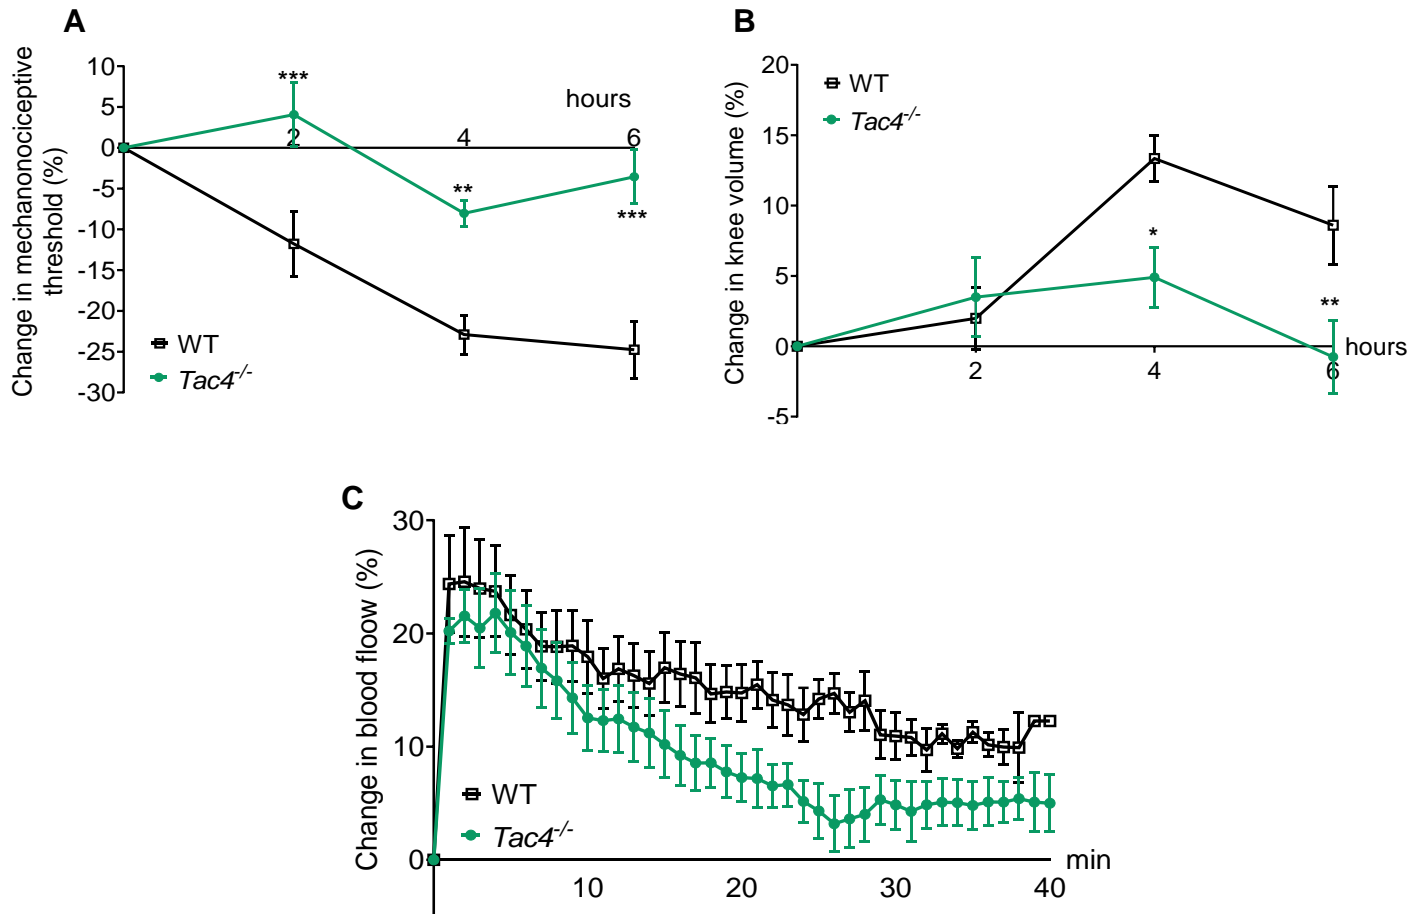 A
Change in mechanonociceptive
threshold (%)
10
5
0
-5
-10
-15
-20
-25
-30
***
hours
2
4
6
**
***
WT
Tac4-/-
B
Change in knee volume (%)
20
15
10
5
0
-5
WT
Tac4-/-
*
**
hours
2
4
6
C
Change in blood floow (%)
30
20
10
0
WT
Tac4-/-
min
10
20
30
40